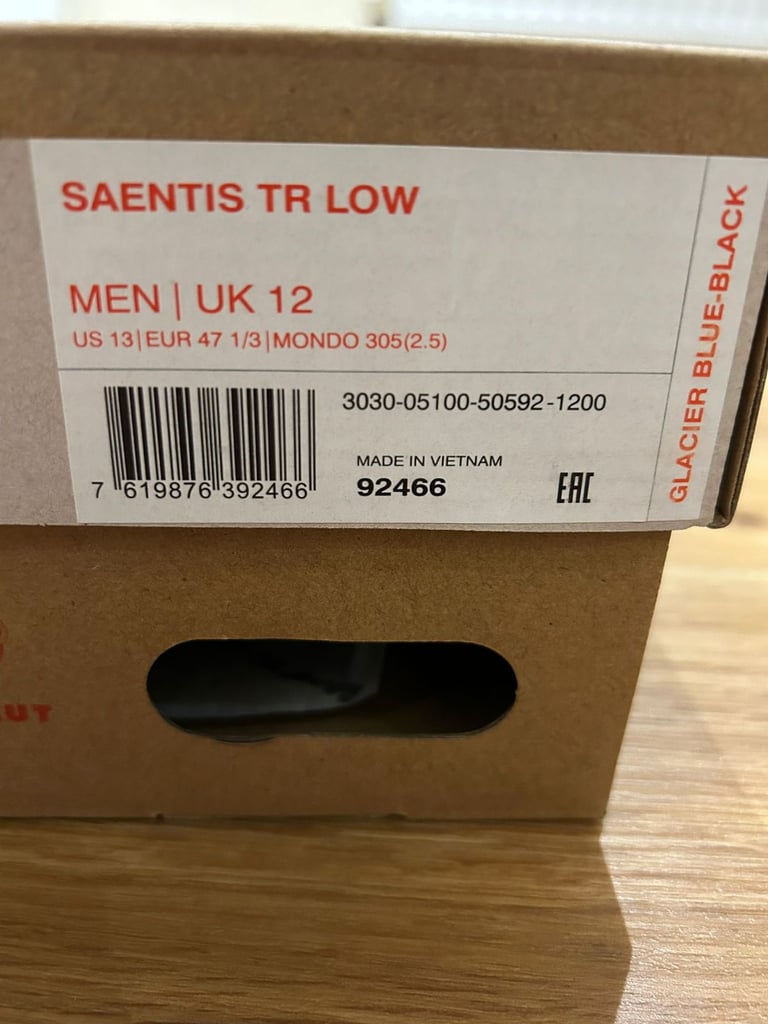 SAENTIS TR LOW
MEN | UK 12
US 13|EUR 47 1/3|MONDO 305(2.5)
3030-05100-50592-1200
MADE IN VIETNAM
92466
EAC
7 619876 392466
GLACIER BLUE-BLACK
UT